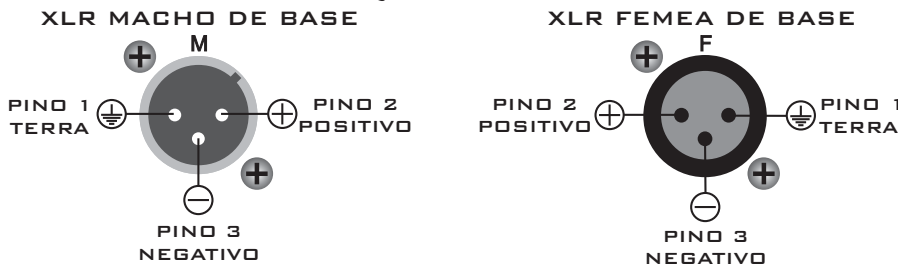 XLR MACHO DE BASE
M
PINO 1
TERRA
PINO 2
POSITIVO
PINO 3
NEGATIVO
XLR FEMEA DE BASE
F
PINO 2
POSITIVO
PINO 1
TERRA
PINO 3
NEGATIVO